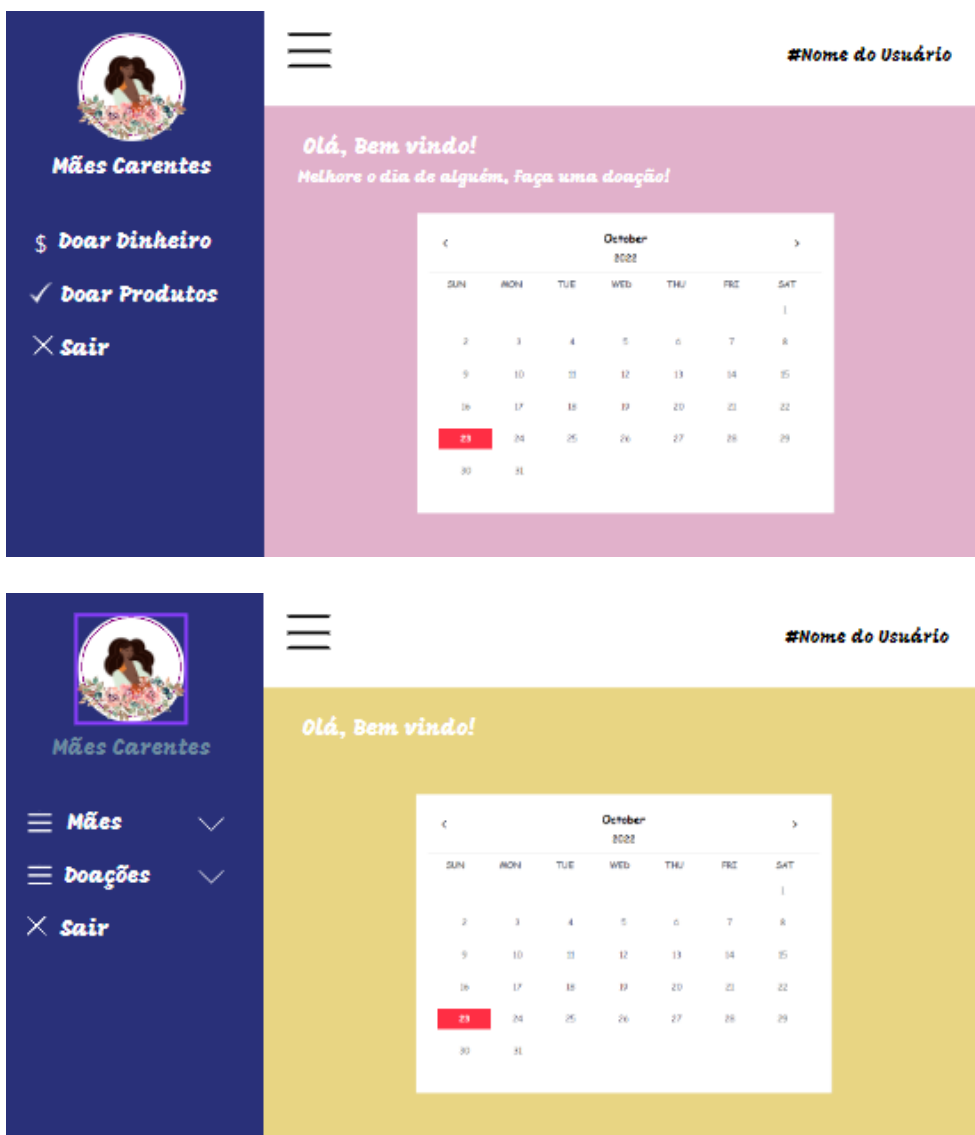 #Nome do Usuário
Mães Carentes
$ Doar Dinheiro
Doar Produtos
Sair
Olá, Bem vindo!
Melhore o dia de alguém, Faça uma doação!
< October >
2022
SUN MON TUE WED THU FRI SAT
1
2 3 4 5 6 7 8
9 10 11 12 13 14 15
16 17 18 19 20 21 22
23 24 25 26 27 28 29
30 31
#Nome do Usuário
Mães Carentes
Mães
Doações
Sair
Olá, Bem vindo!
< October >
2022
SUN MON TUE WED THU FRI SAT
1
2 3 4 5 6 7 8
9 10 11 12 13 14 15
16 17 18 19 20 21 22
23 24 25 26 27 28 29
30 31